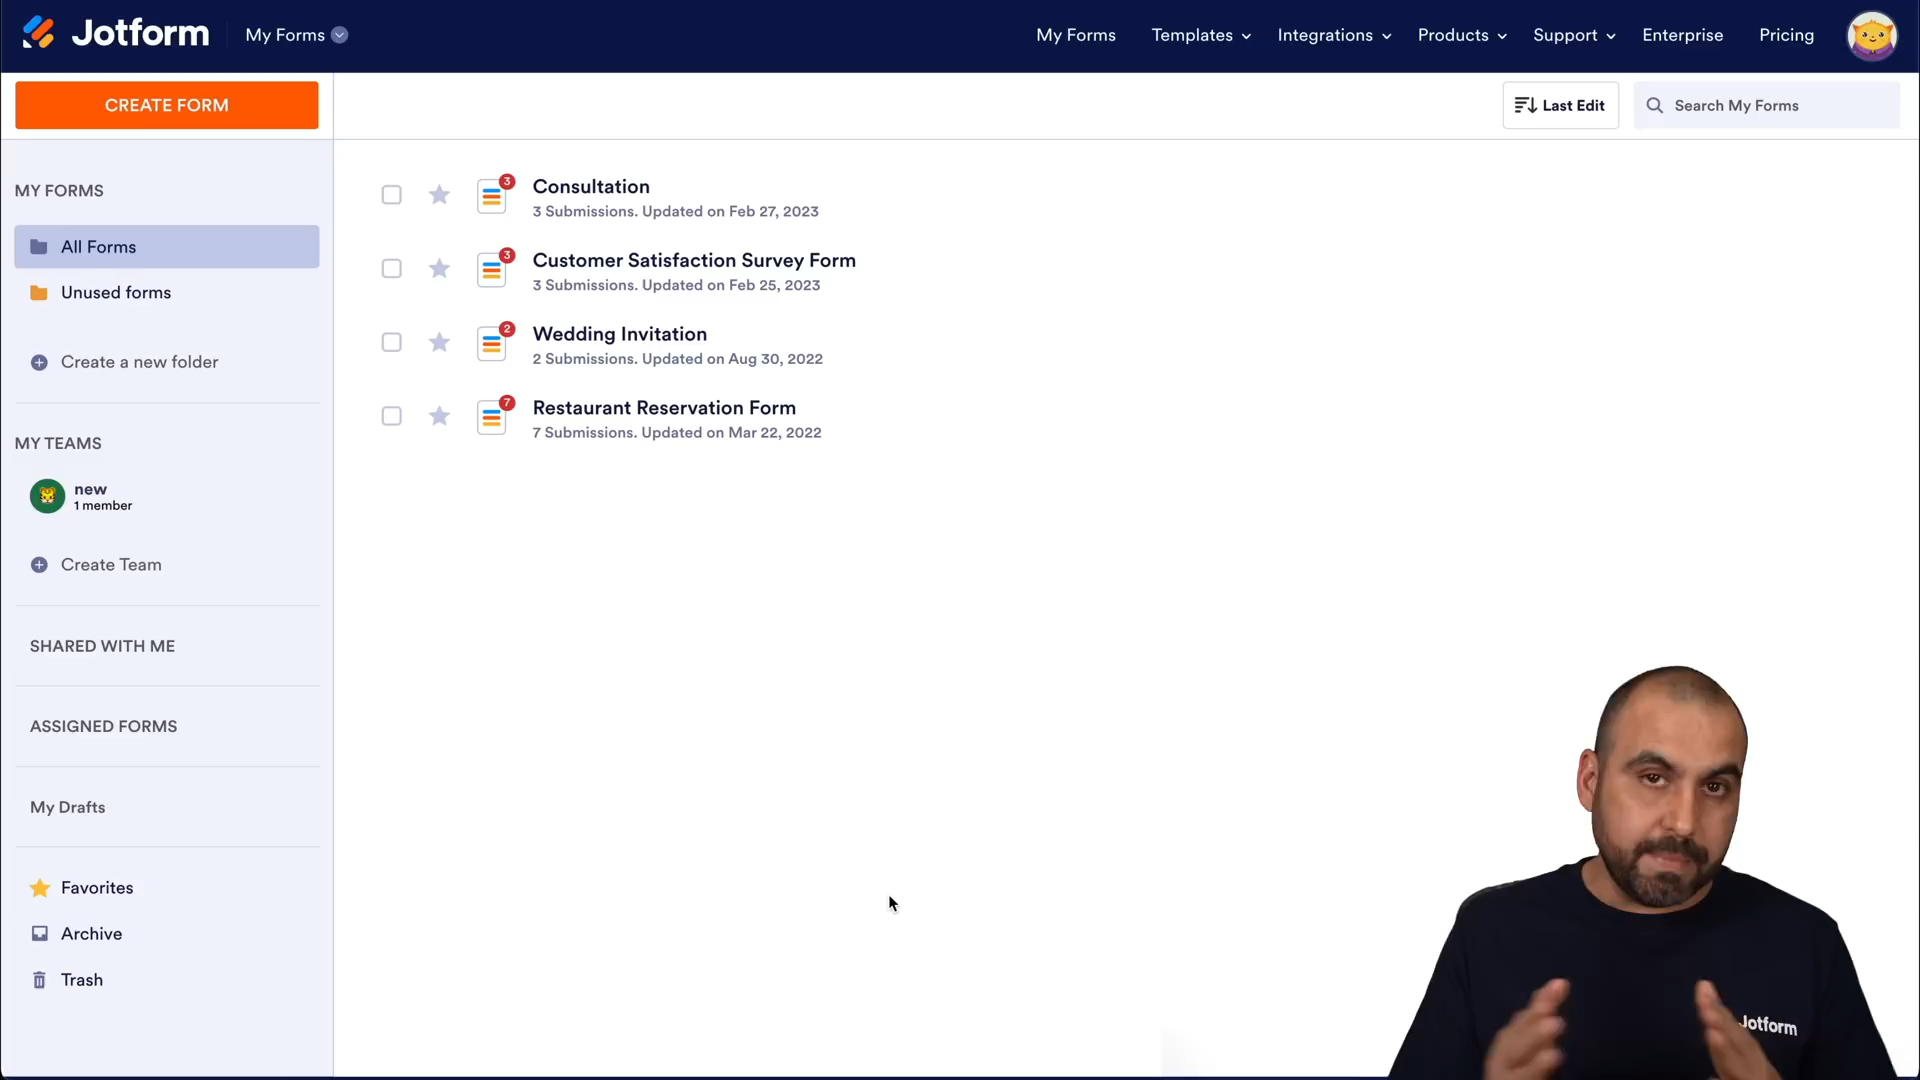 Jotform
My Forms
My Forms
Templates
Integrations
Products
Support
Enterprise
Pricing
CREATE FORM
Last Edit
Search My Forms
MY FORMS
All Forms
Unused forms
Create a new folder
MY TEAMS
new
1 member
Create Team
SHARED WITH ME
ASSIGNED FORMS
My Drafts
Favorites
Archive
Trash
3
Consultation
3 Submissions. Updated on Feb 27, 2023
3
Customer Satisfaction Survey Form
3 Submissions. Updated on Feb 25, 2023
2
Wedding Invitation
2 Submissions. Updated on Aug 30, 2022
7
Restaurant Reservation Form
7 Submissions. Updated on Mar 22, 2022
Jotform